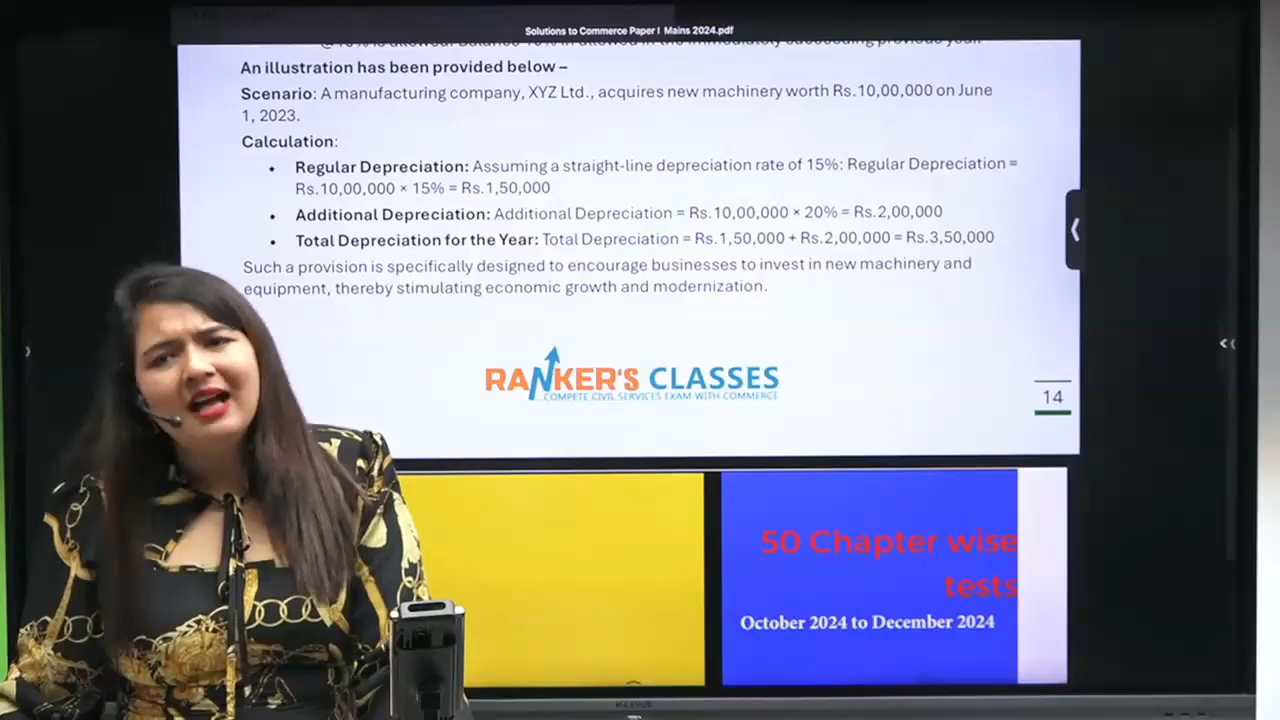 Solutions to Commerce Paper I Mains 2024.pdf
An illustration has been provided below –
Scenario: A manufacturing company, XYZ Ltd., acquires new machinery worth Rs.10,00,000 on June
1, 2023.
Calculation:
• Regular Depreciation: Assuming a straight-line depreciation rate of 15%: Regular Depreciation =
Rs.10,00,000 × 15% = Rs.1,50,000
• Additional Depreciation: Additional Depreciation = Rs.10,00,000 × 20% = Rs.2,00,000
• Total Depreciation for the Year: Total Depreciation = Rs.1,50,000 + Rs.2,00,000 = Rs.3,50,000
Such a provision is specifically designed to encourage businesses to invest in new machinery and
equipment, thereby stimulating economic growth and modernization.
RANKER'S CLASSES
...COMPETE CIVIL SERVICES EXAM WITH COMMERCE
14
50 Chapter wise
tests
October 2024 to December 2024